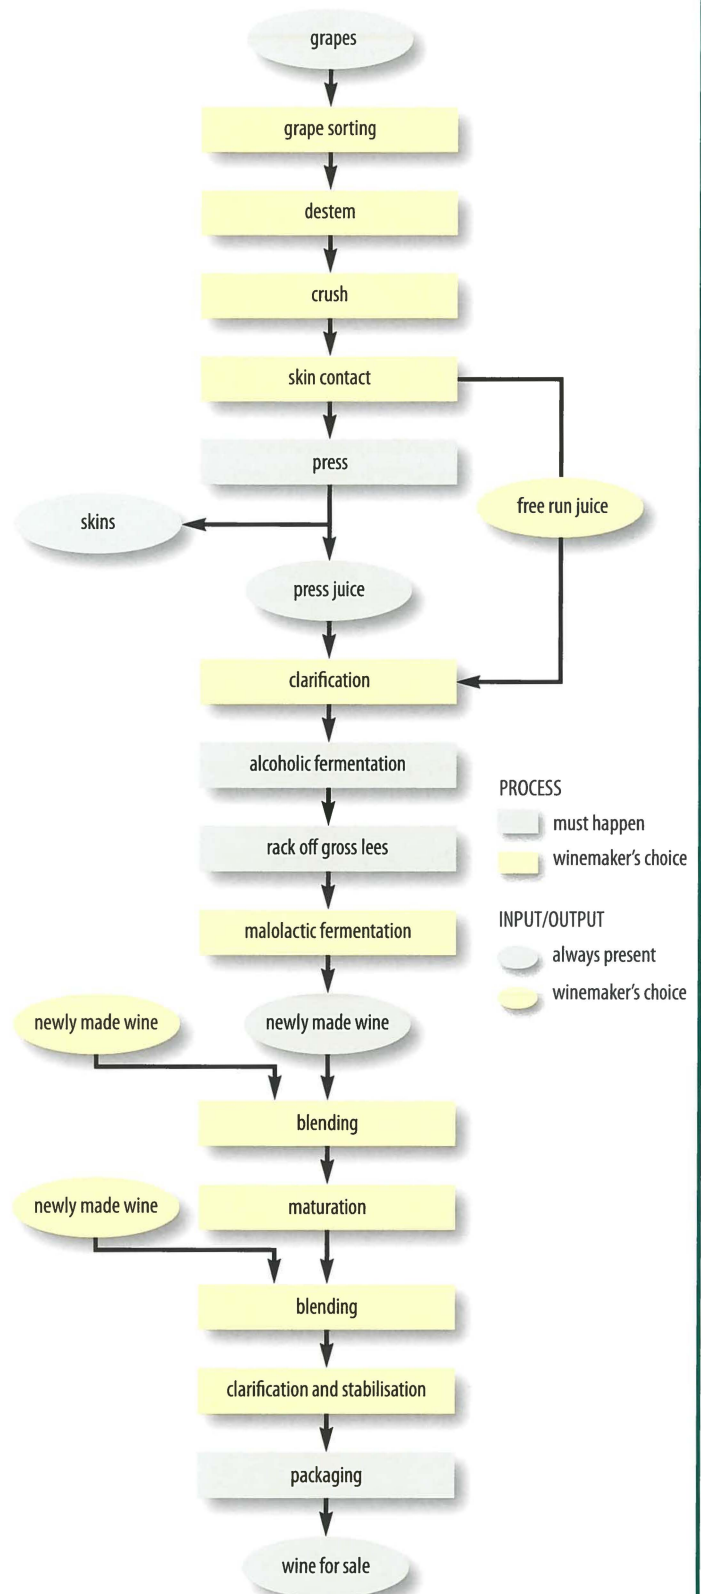 grapes
grape sorting
destem
crush
skin contact
press
free run juice
skins
press juice
clarification
alcoholic fermentation
PROCESS
must happen
rack off gross lees
winemaker's choice
INPUT/OUTPUT
malolactic fermentation
always present
winemaker's choice
newly made wine
newly made wine
blending
newly made wine
maturation
blending
clarification and stabilisation
packaging
wine for sale